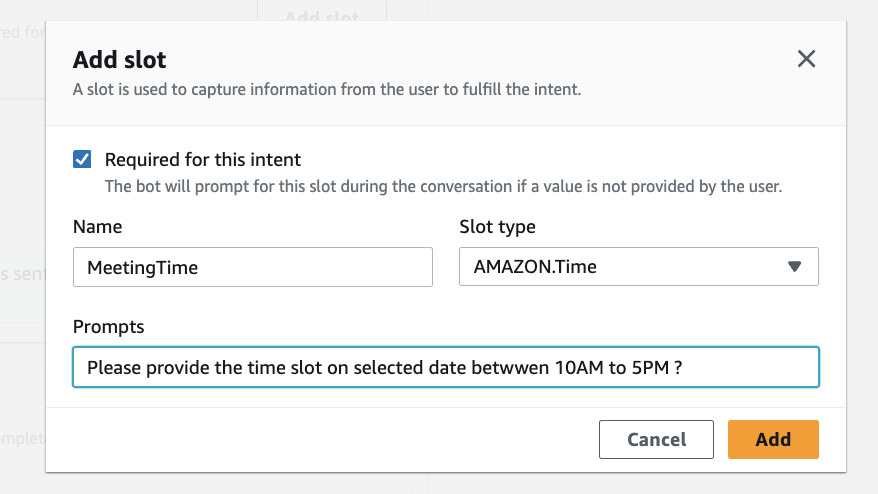 Add slot
red for
Add slot
A slot is used to capture information from the user to fulfill the intent.
Required for this intent
The bot will prompt for this slot during the conversation if a value is not provided by the user.
Name
Slot type
MeetingTime
AMAZON.Time
s sent
Prompts
Please provide the time slot on selected date betwwen 10AM to 5PM ?
mplet
Cancel
Add